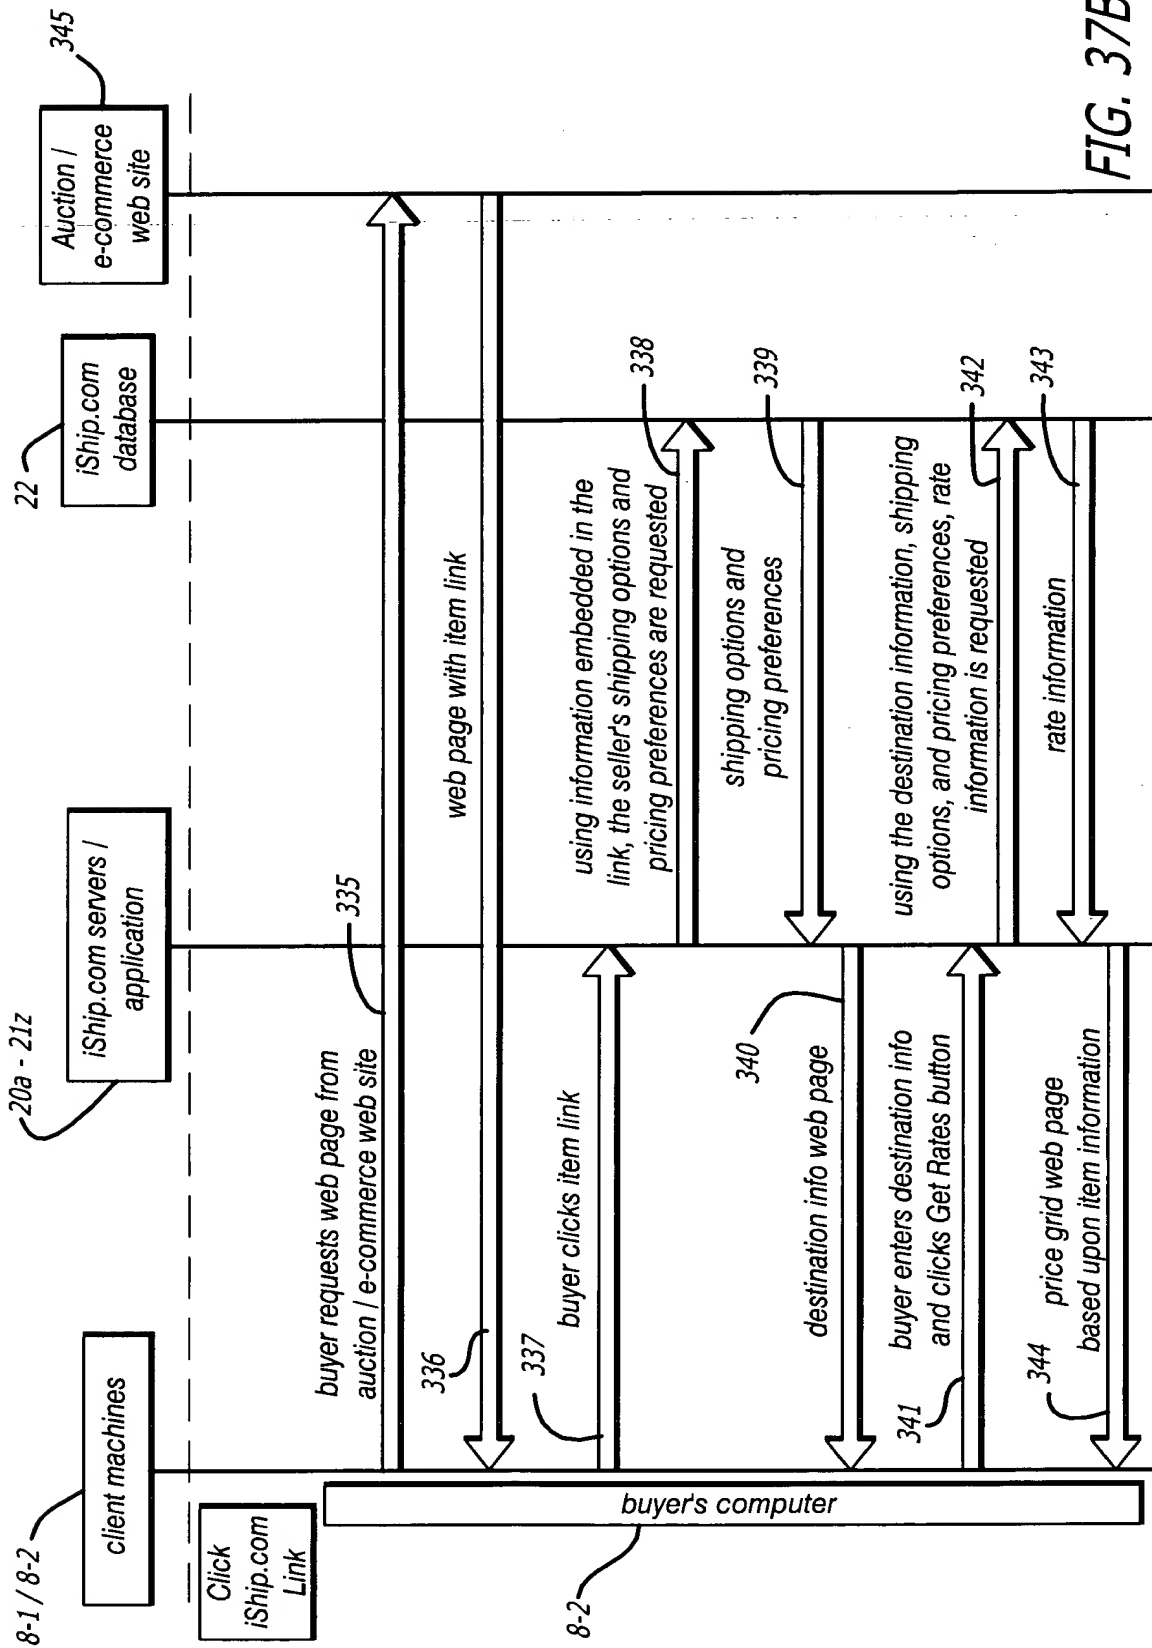 8-1 / 8-2
client machines
20a - 21z
iShip.com servers /
application
22
iShip.com
database
345
Auction /
e-commerce
web site
Click
iShip.com
Link
buyer requests web page from
auction / e-commerce web site
335
336
web page with item link
337
buyer clicks item link
using information embedded in the
link, the seller's shipping options and
pricing preferences are requested
338
shipping options and
pricing preferences
339
340
destination info web page
buyer enters destination info
and clicks Get Rates button
341
using the destination information, shipping
options, and pricing preferences, rate
information is requested
342
343
rate information
344
price grid web page
based upon item information
buyer's computer
8-2
FIG. 37B